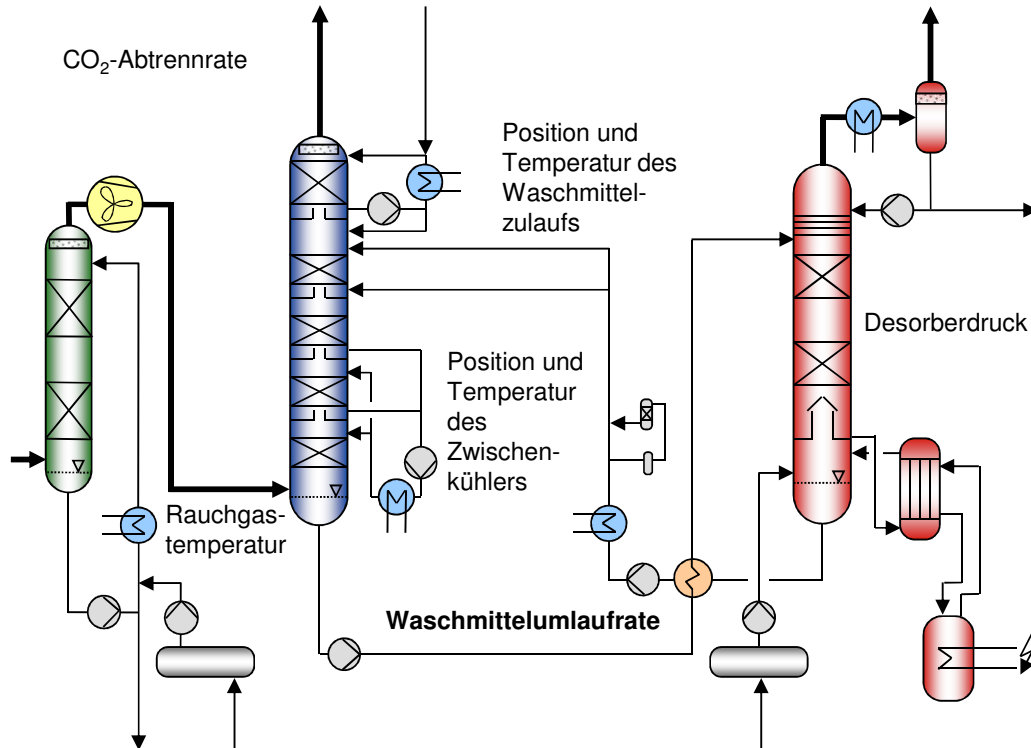 CO₂-Abtrennrate
Position und
Temperatur des
Waschmittel-
zulaufs
Desorberdruck
Position und
Temperatur
des
Zwischen-
kühlers
Rauchgas-
temperatur
Waschmittelumlaufrate